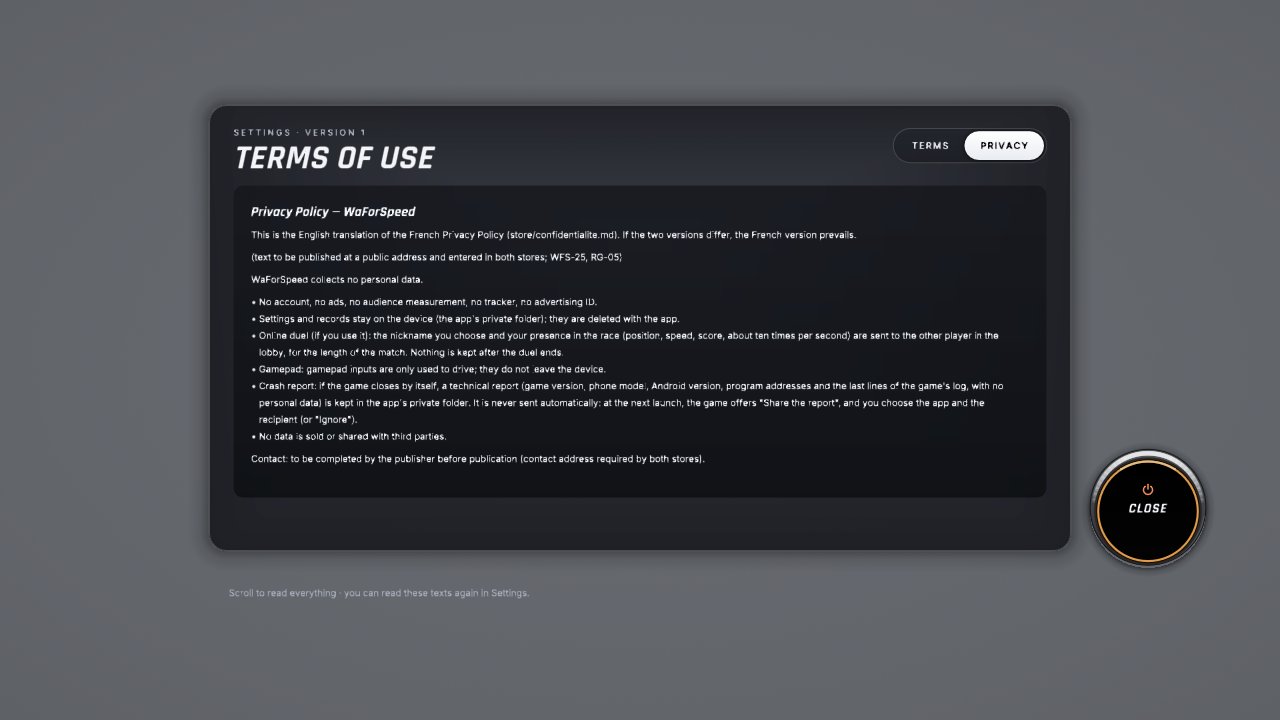 SETTINGS · VERSION 1
TERMS OF USE
TERMS
PRIVACY
Privacy Policy — WaForSpeed
This is the English translation of the French Privacy Policy (store/confidentialite.md). If the two versions differ, the French version prevails.
(text to be published at a public address and entered in both stores; WFS-25, RG-05)
WaForSpeed collects no personal data.
• No account, no ads, no audience measurement, no tracker, no advertising ID.
• Settings and records stay on the device (the app's private folder); they are deleted with the app.
• Online duel (if you use it): the nickname you choose and your presence in the race (position, speed, score, about ten times per second) are sent to the other player in the
lobby, for the length of the match. Nothing is kept after the duel ends.
• Gamepad: gamepad inputs are only used to drive; they do not leave the device.
• Crash report: if the game closes by itself, a technical report (game version, phone model, Android version, program addresses and the last lines of the game's log, with no
personal data) is kept in the app's private folder. It is never sent automatically: at the next launch, the game offers "Share the report", and you choose the app and the
recipient (or "Ignore").
• No data is sold or shared with third parties.
Contact: to be completed by the publisher before publication (contact address required by both stores).
CLOSE
Scroll to read everything · you can read these texts again in Settings.